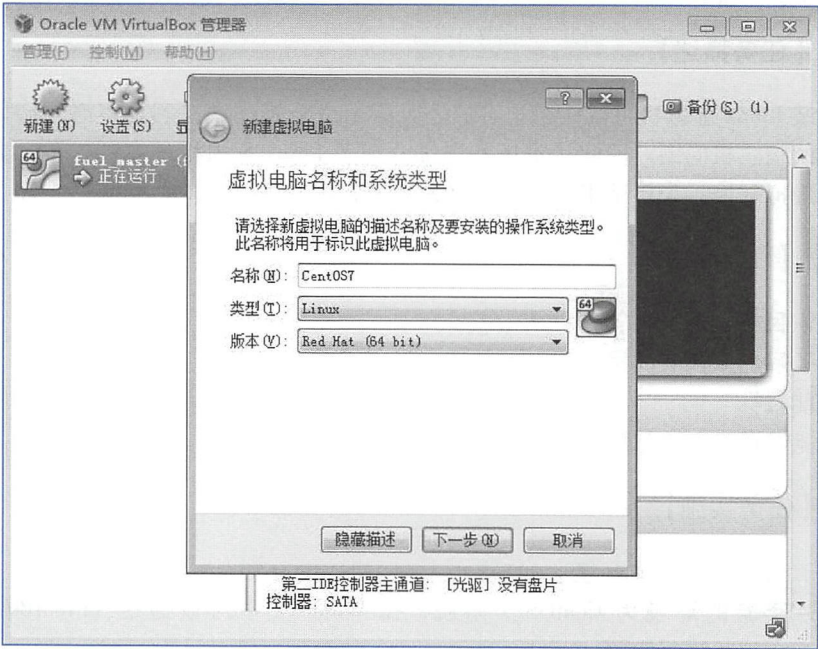 Oracle VM VirtualBox 管理器
管理(F) 控制(M) 帮助(H)
新建(N) 设置(S) 备份(S) (1)
64 fuel_master
正在运行
新建虚拟电脑
虚拟电脑名称和系统类型
请选择新虚拟电脑的描述名称及要安装的操作系统类型。
此名称将用于标识此虚拟电脑。
名称(N): CentOS7
类型(T): Linux
64
版本(V): Red Hat (64 bit)
隐藏描述 下一步(N) 取消
第二IDE控制器主通道: [光驱] 没有盘片
控制器: SATA